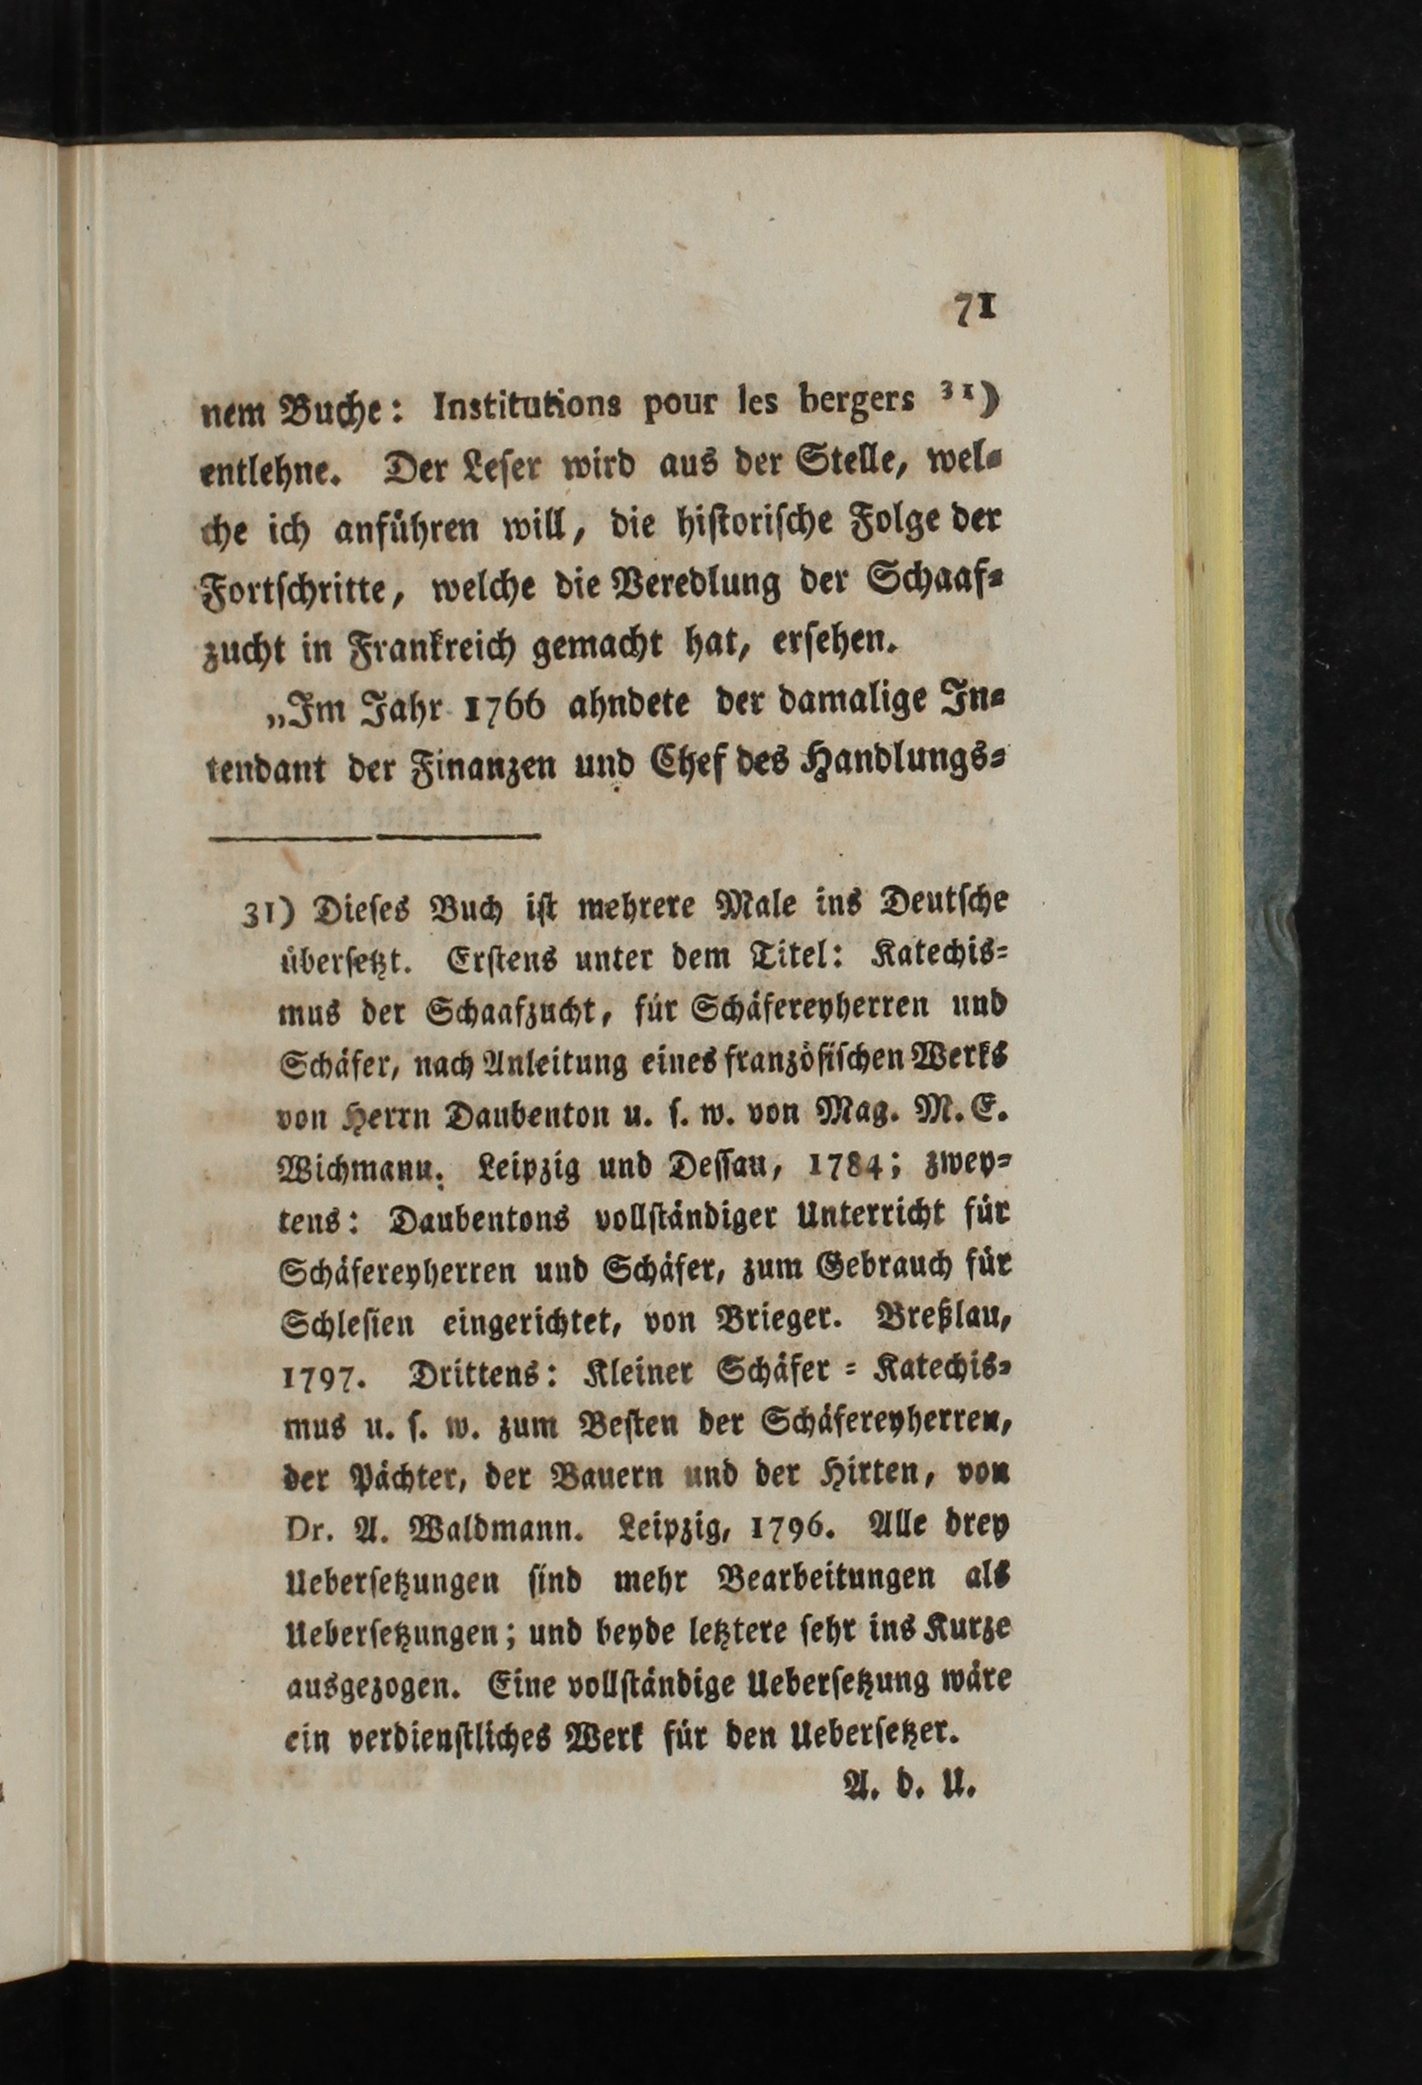 71
nem Buche: Institutions pour les bergers ³¹)
entlehne. Der Leſer wird aus der Stelle, wel⸗
che ich anführen will, die hiſtoriſche Folge der
Fortſchritte, welche die Veredlung der Schaaf⸗
zucht in Frankreich gemacht hat, erſehen.
„Im Jahr 1766 ahndete der damalige In⸗
tendant der Finanzen und Chef des Handlungs⸗
31) Dieſes Buch iſt mehrere Male ins Deutſche
überſetzt. Erſtens unter dem Titel: Katechis⸗
mus der Schaafzucht, für Schäfereyherren und
Schäfer, nach Anleitung eines franzöſiſchen Werks
von Herrn Daubenton u. ſ. w. von Mag. M. E.
Wichmann. Leipzig und Deſſau, 1784; zwey⸗
tens: Daubentons vollſtändiger Unterricht für
Schäfereyherren und Schäfer, zum Gebrauch für
Schleſien eingerichtet, von Brieger. Breßlau,
1797. Drittens: Kleiner Schäfer ⸗ Katechis⸗
mus u. ſ. w. zum Beſten der Schäfereyherren,
der Pächter, der Bauern und der Hirten, von
Dr. A. Waldmann. Leipzig, 1796. Alle drey
Ueberſetzungen ſind mehr Bearbeitungen als
Ueberſetzungen; und beyde letztere ſehr ins Kurze
ausgezogen. Eine vollſtändige Ueberſetzung wäre
ein verdienſtliches Werk für den Ueberſetzer.
A. d. U.